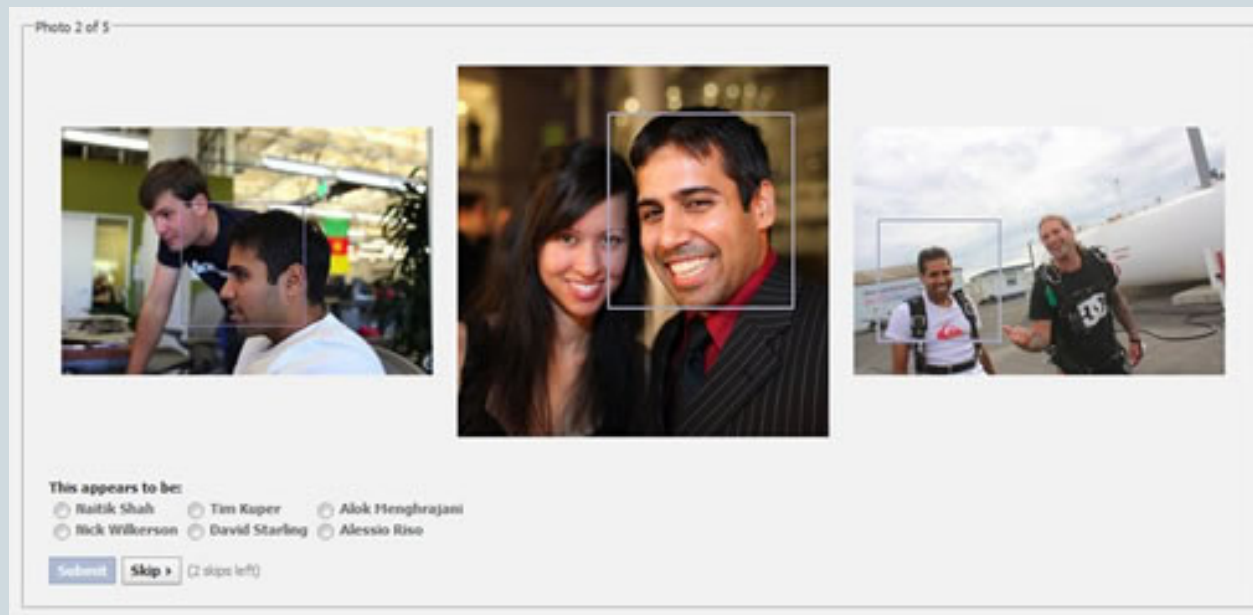 Photo 2 of 5
This appears to be:
Naitik Shah Tim Kuper Alok Menghrajani
Nick Wilkerson David Starling Alessio Riso
Submit Skip (2 skips left)